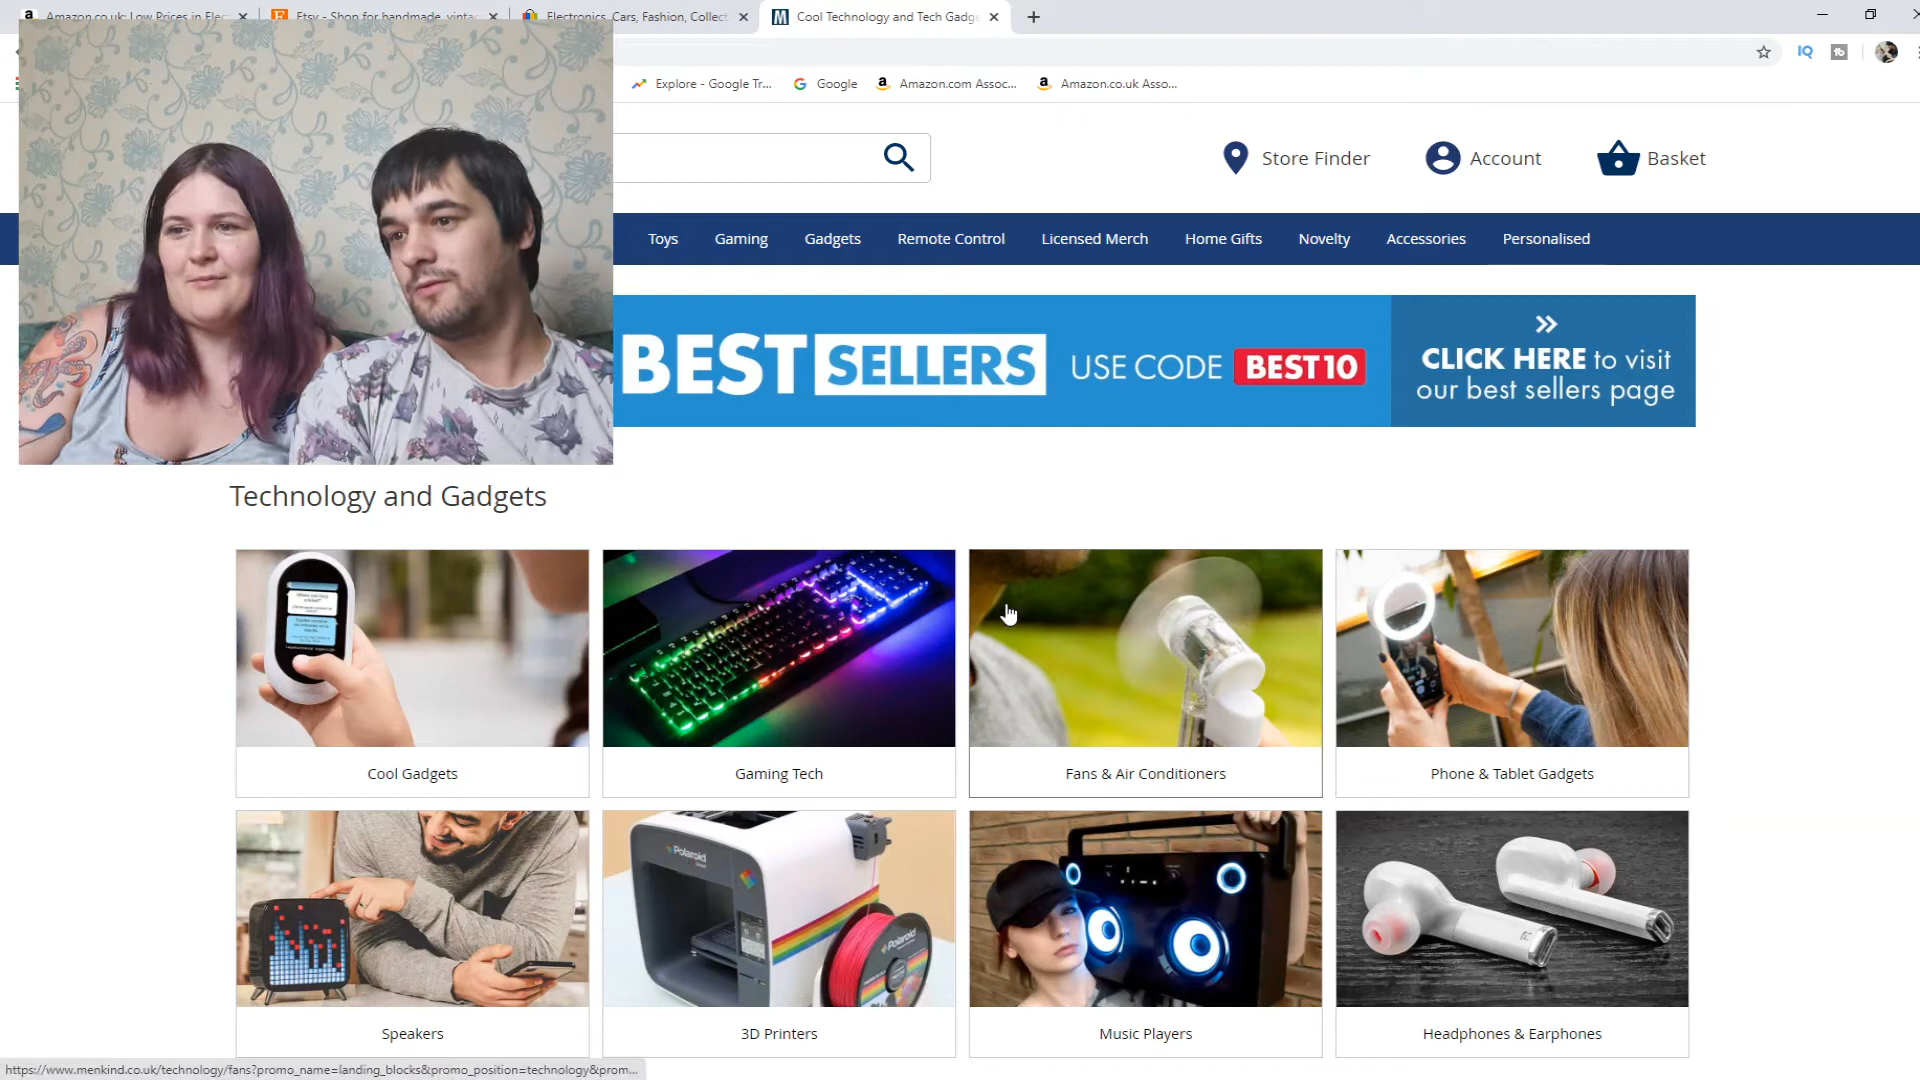 Amazon.co.uk: Low Prices in Elec
Etsy - Shop for handmade, vinta
Electronics, Cars, Fashion, Collect
Cool Technology and Tech Gadg
IQ
Explore - Google Tr...
Google
Amazon.com Assoc...
Amazon.co.uk Asso...
Store Finder
Account
Basket
Toys
Gaming
Gadgets
Remote Control
Licensed Merch
Home Gifts
Novelty
Accessories
Personalised
BEST SELLERS USE CODE BEST10
CLICK HERE to visit
our best sellers page
Technology and Gadgets
Cool Gadgets
Gaming Tech
Fans & Air Conditioners
Phone & Tablet Gadgets
Polaroid
Polaroid
Speakers
3D Printers
Music Players
Headphones & Earphones
https://www.menkind.co.uk/technology/fans?promo_name=landing_blocks&promo_position=technology&prom...